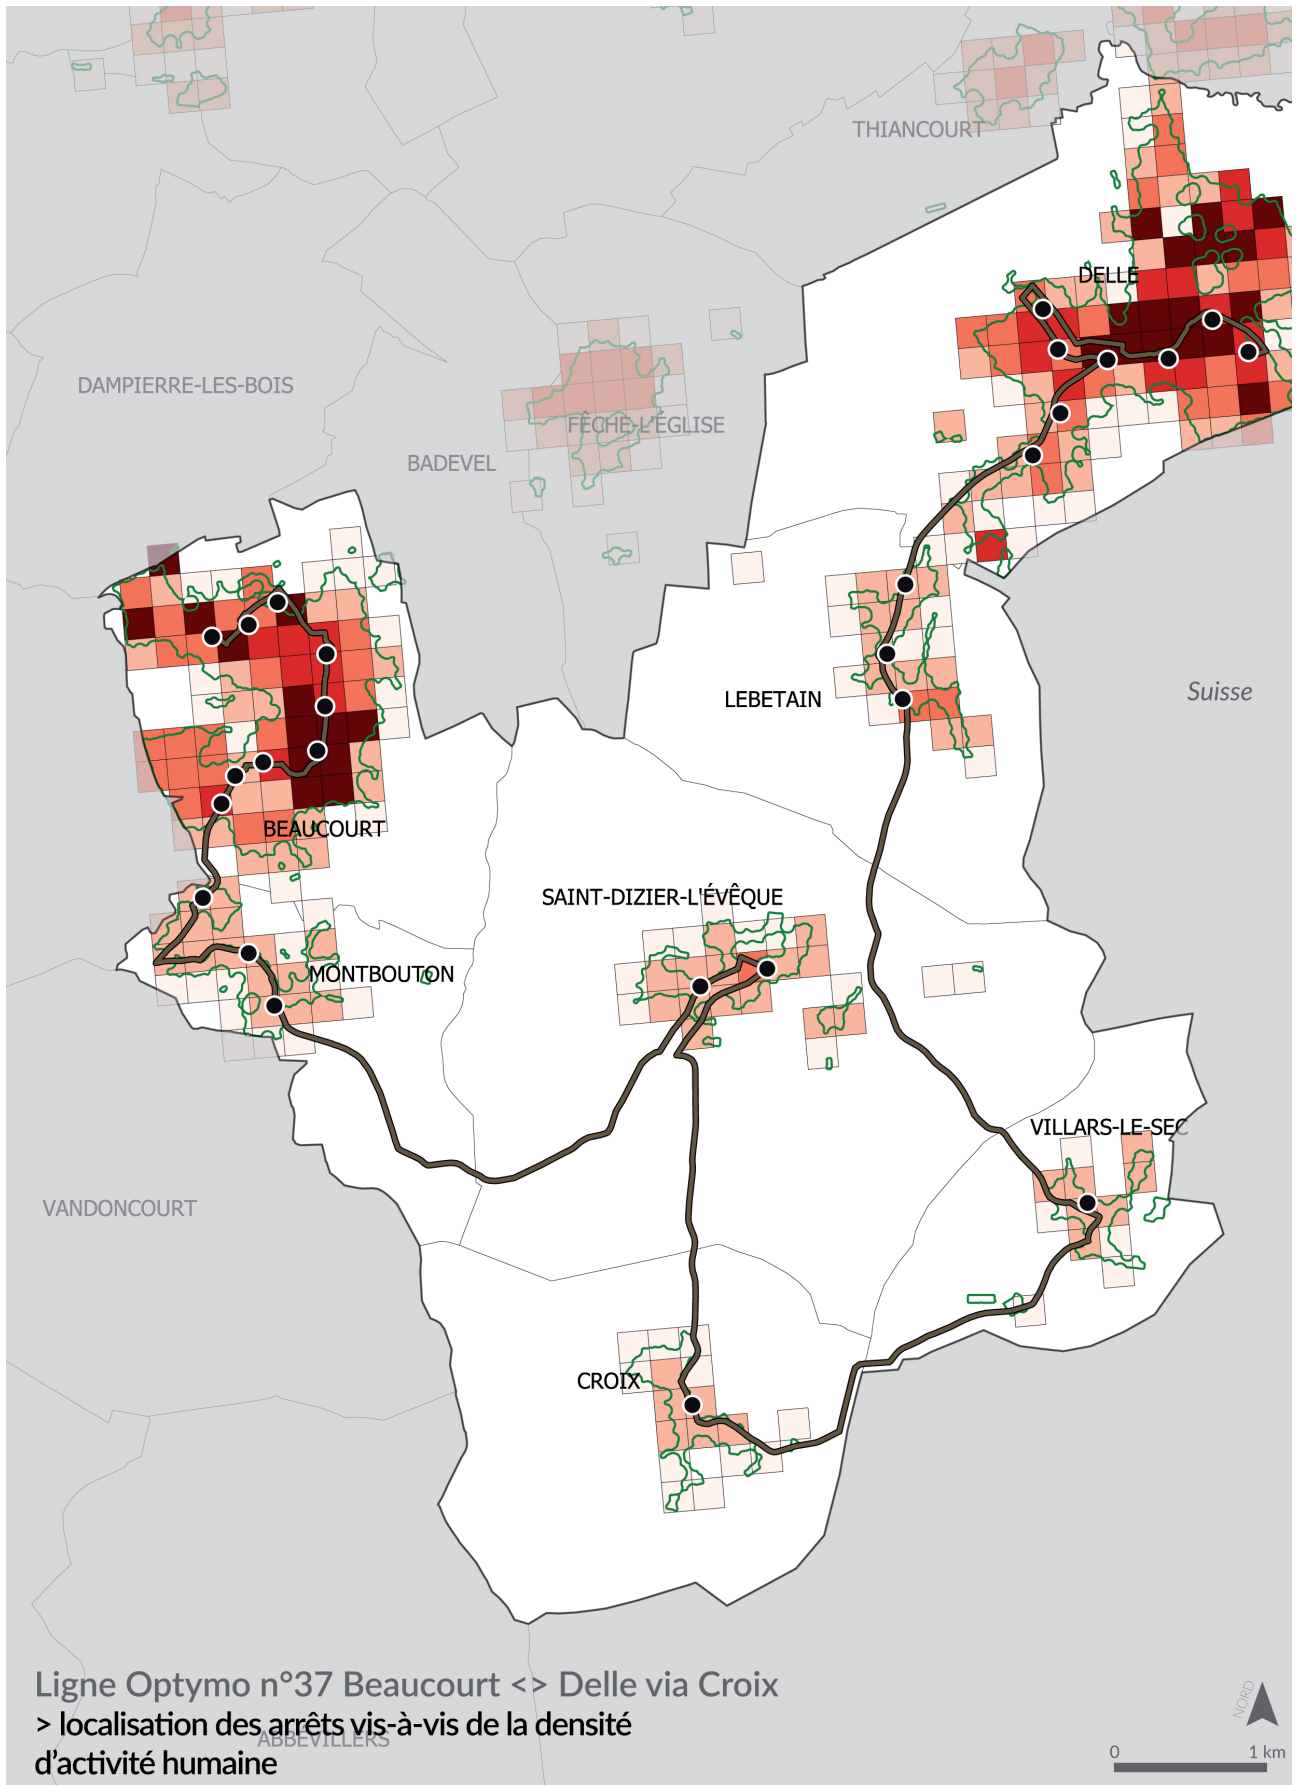 THIANCOURT
DELLE
DAMPIERRE-LES-BOIS
FÊCHE-L'ÉGLISE
BADEVEL
LEBETAIN
Suisse
BEAUCOURT
SAINT-DIZIER-L'ÉVÊQUE
MONTBOUTON
VILLARS-LE-SEC
VANDONCOURT
CROIX
Ligne Optymo n°37 Beaucourt <> Delle via Croix
> localisation des arrêts vis-à-vis de la densité
ABBÉVILLERS
d'activité humaine
NORD
0 1 km